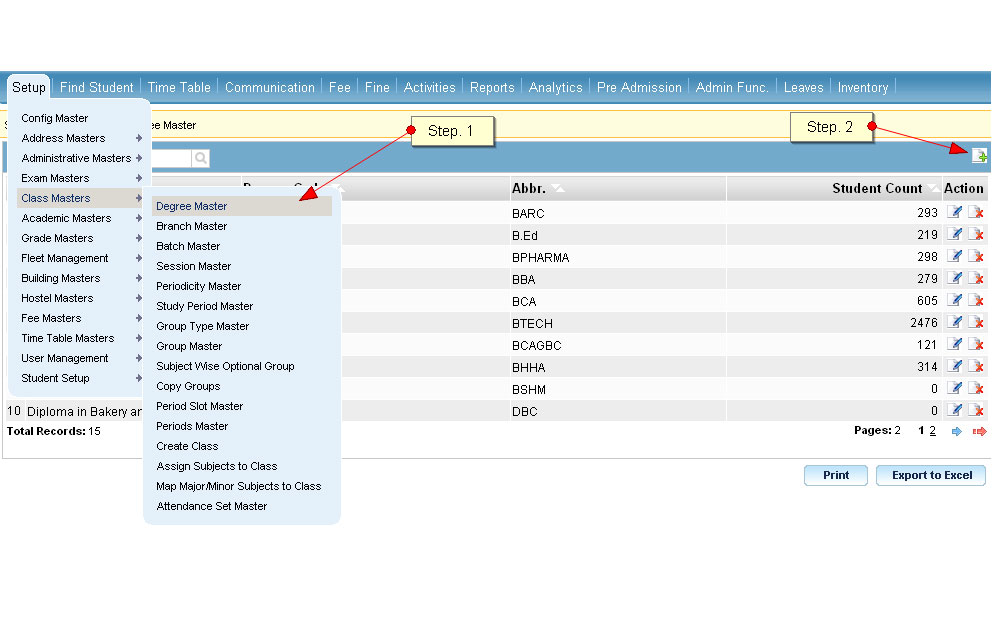 Setup Find Student Time Table Communication Fee Fine Activities Reports Analytics Pre Admission Admin Func. Leaves Inventory
Config Master
Address Masters
Administrative Masters
Exam Masters
Class Masters
Academic Masters
Grade Masters
Fleet Management
Building Masters
Hostel Masters
Fee Masters
Time Table Masters
User Management
Student Setup
ee Master
Step. 1
Step. 2
Degree Master
Branch Master
Batch Master
Session Master
Periodicity Master
Study Period Master
Group Type Master
Group Master
Subject Wise Optional Group
Copy Groups
Period Slot Master
Periods Master
Create Class
Assign Subjects to Class
Map Major/Minor Subjects to Class
Attendance Set Master
Abbr. Student Count Action
BARC 293
B.Ed 219
BPHARMA 298
BBA 279
BCA 605
BTECH 2476
BCAGBC 121
BHHA 314
BSHM 0
10 Diploma in Bakery ar DBC 0
Total Records: 15 Pages: 2 1 2
Print Export to Excel